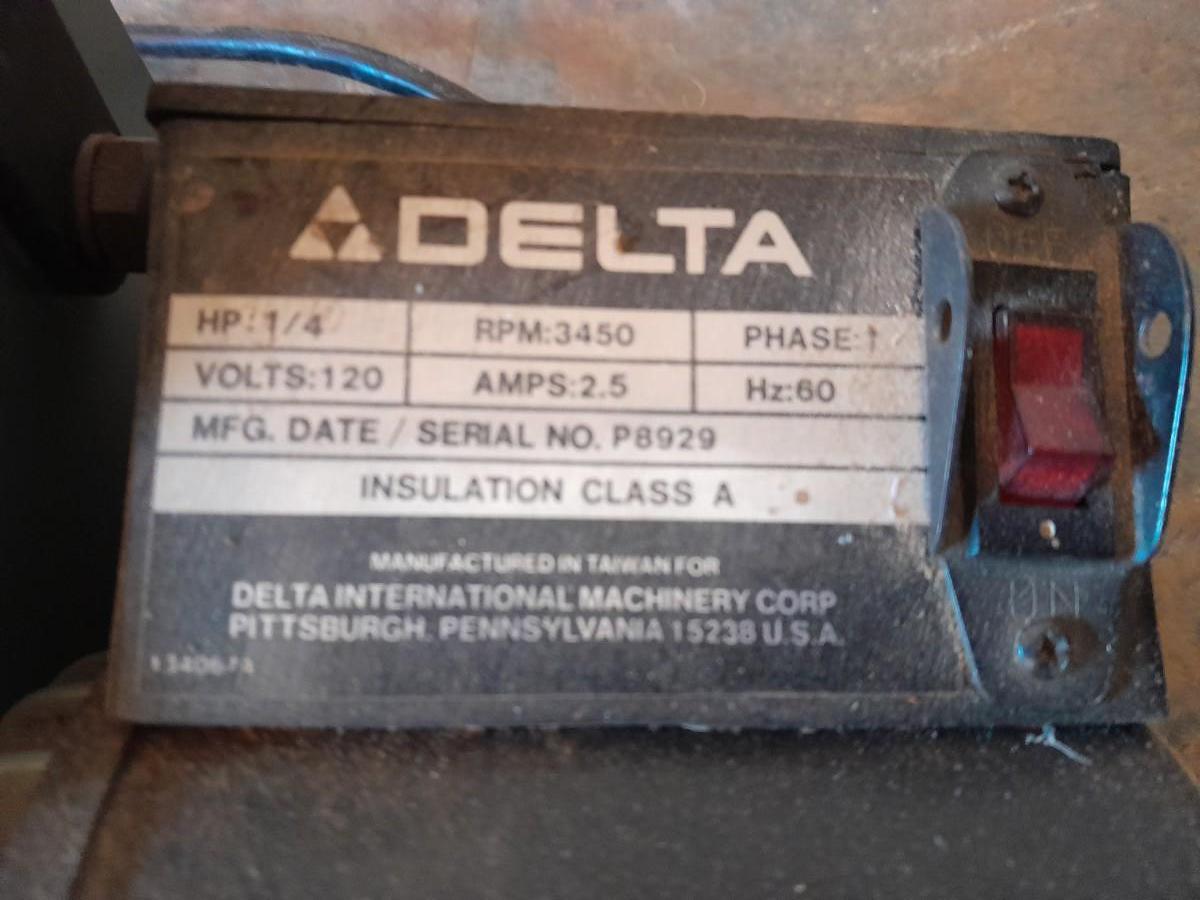 DELTA
OFF
HP:1/4 RPM:3450 PHASE:1
VOLTS:120 AMPS:2.5 Hz:60
MFG. DATE / SERIAL NO. P8929
INSULATION CLASS A
MANUFACTURED IN TAIWAN FOR
DELTA INTERNATIONAL MACHINERY CORP
PITTSBURGH, PENNSYLVANIA 15238 U.S.A.
ON